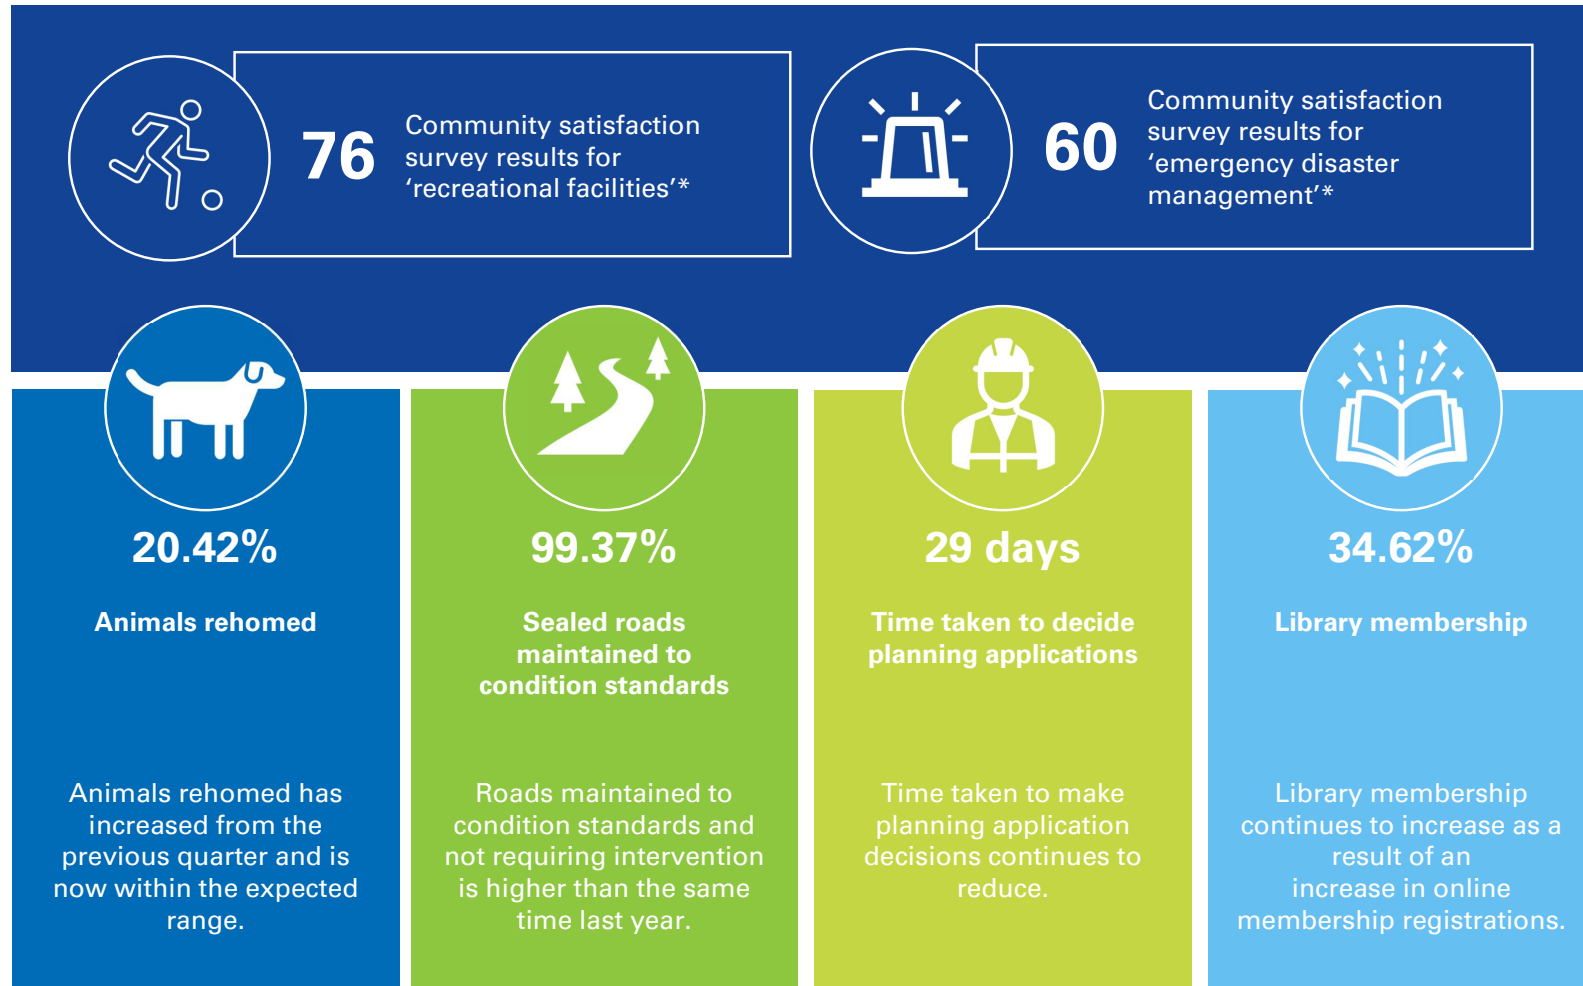 76
Community satisfaction
survey results for
‘recreational facilities’*
60
Community satisfaction
survey results for
‘emergency disaster
management’*
20.42%
Animals rehomed
Animals rehomed has
increased from the
previous quarter and is
now within the expected
range.
99.37%
Sealed roads
maintained to
condition standards
Roads maintained to
condition standards and
not requiring intervention
is higher than the same
time last year.
29 days
Time taken to decide
planning applications
Time taken to make
planning application
decisions continues to
reduce.
34.62%
Library membership
Library membership
continues to increase as a
result of an
increase in online
membership registrations.